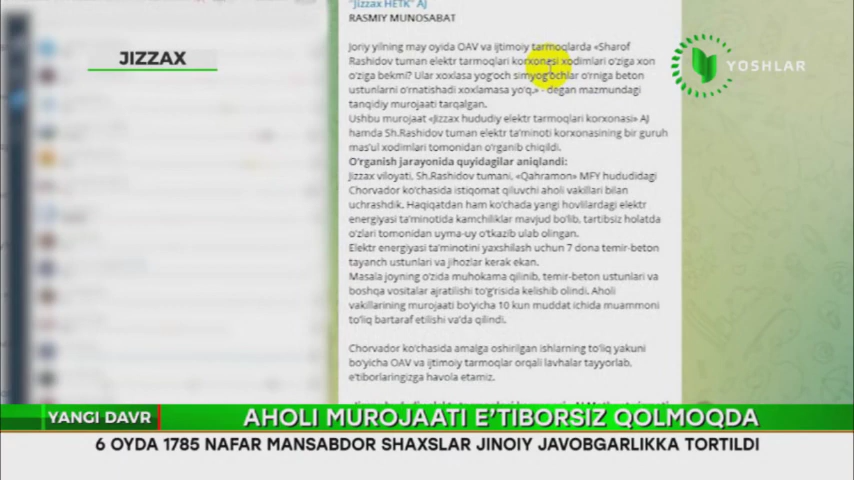 "Jizzax HETK" AJ
RASMIY MUNOSABAT
JIZZAX
YOSHLAR
Joriy yilning may oyida OAV va ijtimoiy tarmoqlarda «Sharof
Rashidov tuman elektr tarmoqlari korxonasi xodimlari o'ziga xon
o'ziga bekmi? Ular xoxlasa yog'och simyog'ochlar o'rniga beton
ustunlarni o'rnatishadi xoxlamasa yo'q.» - degan mazmundagi
tanqidiy murojaati tarqalgan.
Ushbu murojaat «Jizzax hududiy elektr tarmoqlari korxonasi» AJ
hamda Sh.Rashidov tuman elektr ta'minoti korxonasining bir guruh
mas'ul xodimlari tomonidan o'rganib chiqildi.
O'rganish jarayonida quyidagilar aniqlandi:
Jizzax viloyati, Sh.Rashidov tumani, «Qahramon» MFY hududidagi
Chorvador ko'chasida istiqomat qiluvchi aholi vakillari bilan
uchrashdik. Haqiqatdan ham ko'chada yangi hovlilardagi elektr
energiyasi ta'minotida kamchiliklar mavjud bo'lib, tartibsiz holatda
o'zlari tomonidan uyma-uy o'tkazib ulab olingan.
Elektr energiyasi ta'minotini yaxshilash uchun 7 dona temir-beton
tayanch ustunlari va jihozlar kerak ekan.
Masala joyning o'zida muhokama qilinib, temir-beton ustunlari va
boshqa vositalar ajratilishi to'g'risida kelishib olindi. Aholi
vakillarining murojaati bo'yicha 10 kun muddat ichida muammoni
to'liq bartaraf etilishi va'da qilindi.
Chorvador ko'chasida amalga oshirilgan ishlarning to'liq yakuni
bo'yicha OAV va ijtimoiy tarmoqlar orqali lavhalar tayyorlab,
e'tiborlaringizga havola etamiz.
YANGI DAVR
AHOLI MUROJAATI E'TIBORSIZ QOLMOQDA
6 OYDA 1785 NAFAR MANSABDOR SHAXSLAR JINOIY JAVOBGARLIKKA TORTILDI